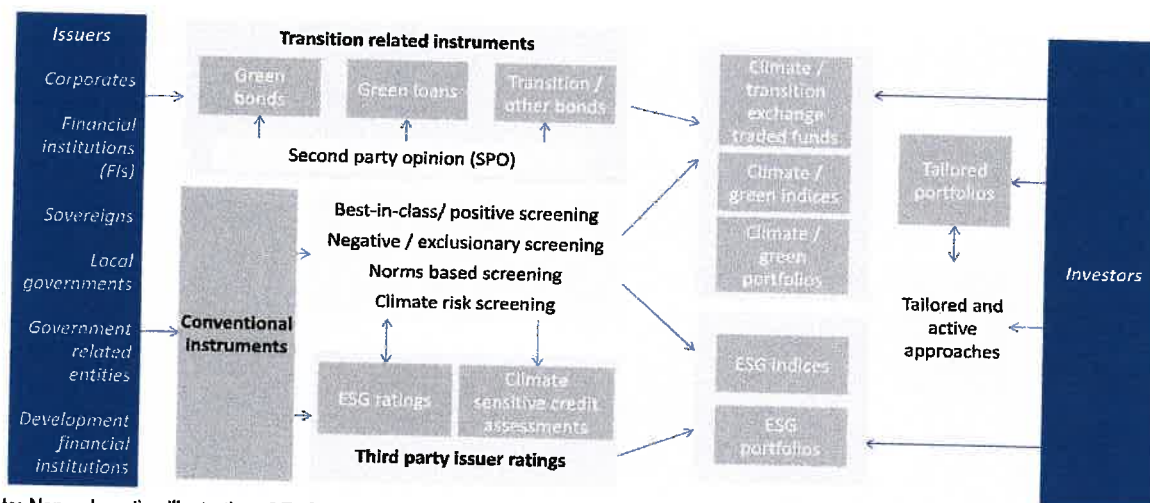 Issuers
Corporates
Financial
institutions
(FIs)
Sovereigns
Local
governments
Government
related
entities
Development
financial
institutions
Transition related instruments
Green
bonds
Green loans
Transition /
other bonds
Second party opinion (SPO)
Conventional
instruments
Best-in-class/ positive screening
Negative / exclusionary screening
Norms based screening
Climate risk screening
ESG ratings
Climate
sensitive credit
assessments
Third party issuer ratings
Climate /
transition
exchange
traded funds
Climate /
green indices
Climate /
green
portfolios
ESG indices
ESG
portfolios
Tailored
portfolios
Tailored and
active
approaches
Investors